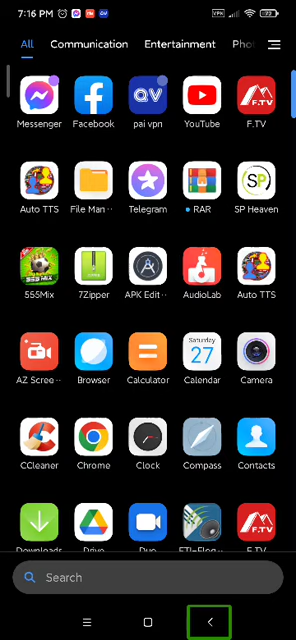 7:16 PM
VPN
All Communication Entertainment Pho
Messenger Facebook pai vpn YouTube F.TV
Auto TTS File Man·· Telegram RAR SP Heaven
555Mix 7Zipper APK Edit·· AudioLab Auto TTS
AZ Scree·· Browser Calculator Calendar Camera
Saturday
27
CCleaner Chrome Clock Compass Contacts
Downloads Drive Duo F.TV
Search